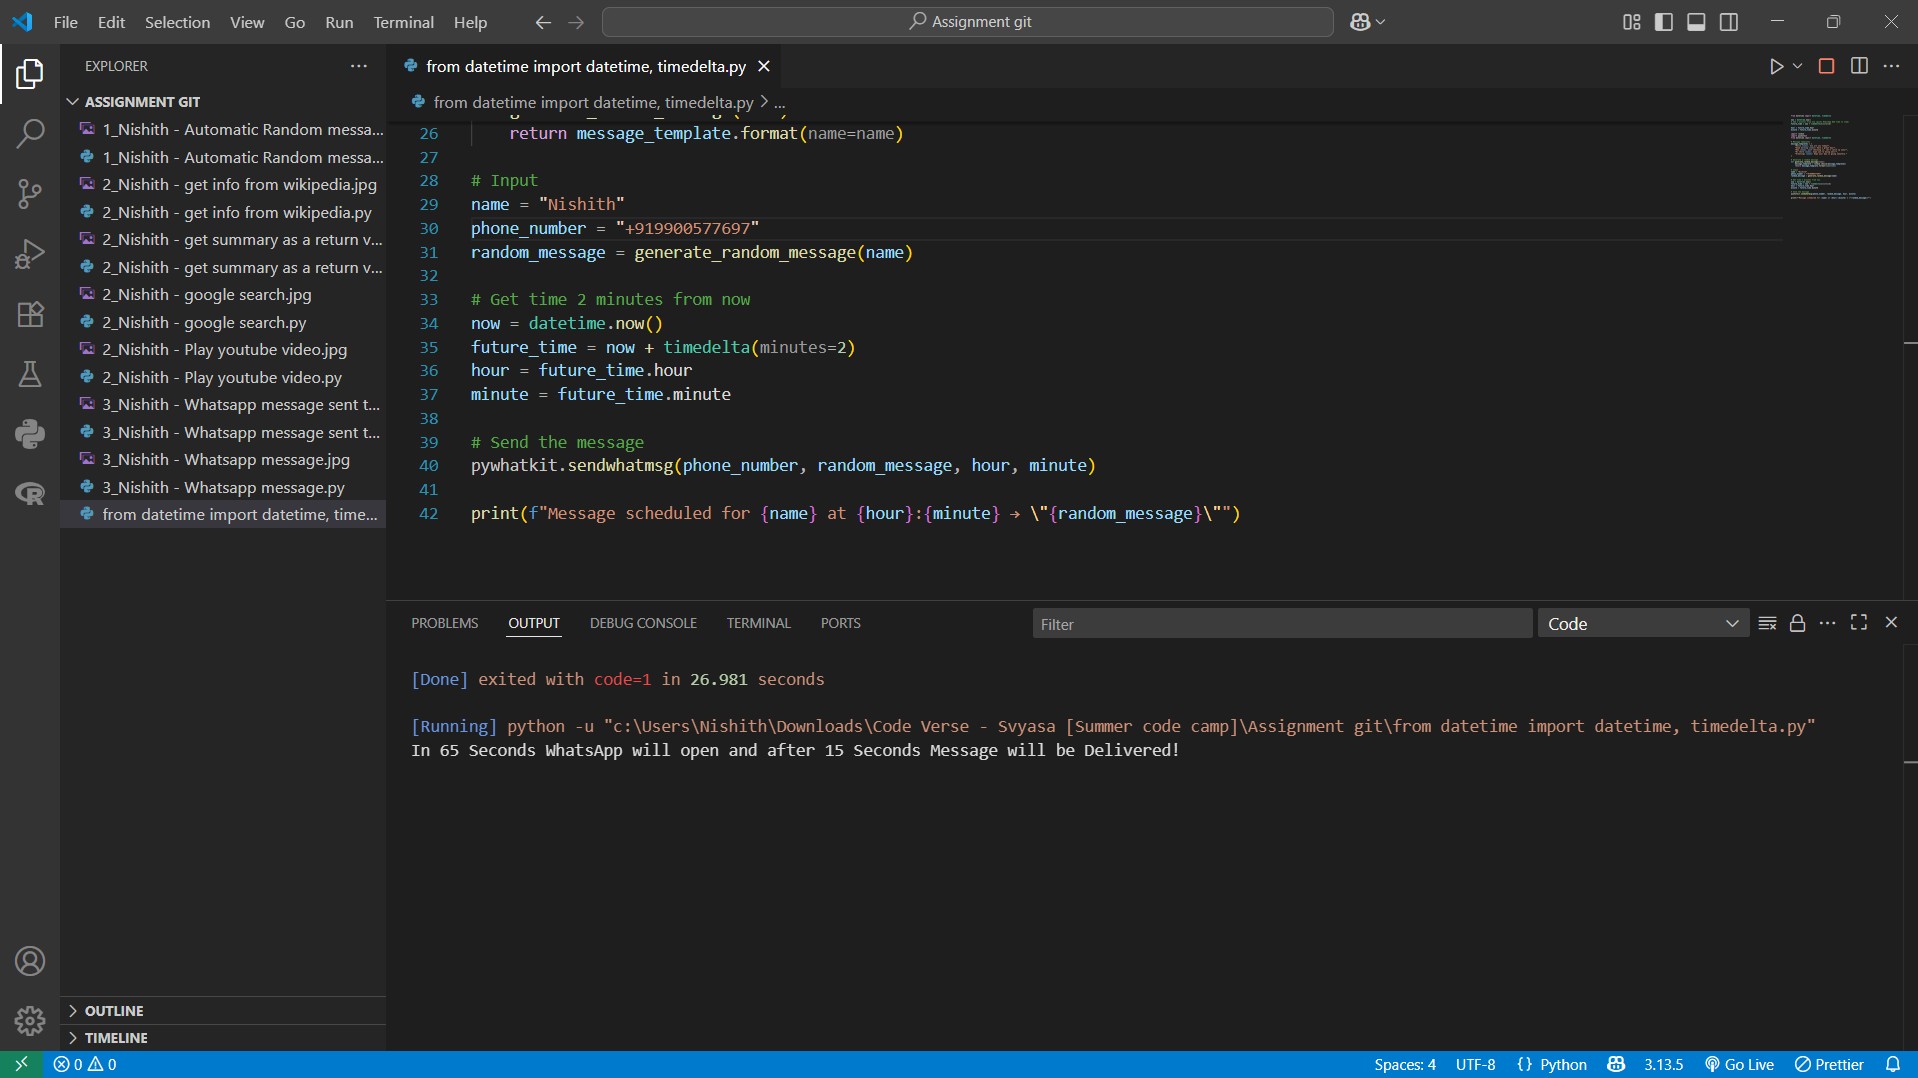 File Edit Selection View Go Run Terminal Help
Assignment git
EXPLORER
ASSIGNMENT GIT
1_Nishith - Automatic Random messa...
1_Nishith - Automatic Random messa...
2_Nishith - get info from wikipedia.jpg
2_Nishith - get info from wikipedia.py
2_Nishith - get summary as a return v...
2_Nishith - get summary as a return v...
2_Nishith - google search.jpg
2_Nishith - google search.py
2_Nishith - Play youtube video.jpg
2_Nishith - Play youtube video.py
3_Nishith - Whatsapp message sent t...
3_Nishith - Whatsapp message sent t...
3_Nishith - Whatsapp message.jpg
3_Nishith - Whatsapp message.py
from datetime import datetime, time...
OUTLINE
TIMELINE
from datetime import datetime, timedelta.py
from datetime import datetime, timedelta.py > ...
26 return message_template.format(name=name)
27
28 # Input
29 name = "Nishith"
30 phone_number = "+919900577697"
31 random_message = generate_random_message(name)
32
33 # Get time 2 minutes from now
34 now = datetime.now()
35 future_time = now + timedelta(minutes=2)
36 hour = future_time.hour
37 minute = future_time.minute
38
39 # Send the message
40 pywhatkit.sendwhatmsg(phone_number, random_message, hour, minute)
41
42 print(f"Message scheduled for {name} at {hour}:{minute} → \"{random_message}\"")
PROBLEMS OUTPUT DEBUG CONSOLE TERMINAL PORTS
Filter
Code
[Done] exited with code=1 in 26.981 seconds
[Running] python -u "c:\Users\Nishith\Downloads\Code Verse - Svyasa [Summer code camp]\Assignment git\from datetime import datetime, timedelta.py"
In 65 Seconds WhatsApp will open and after 15 Seconds Message will be Delivered!
0 0
Spaces: 4 UTF-8 {} Python 3.13.5 Go Live Prettier